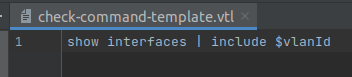 check-command-template.vtl
1 show interfaces | include $vlanId